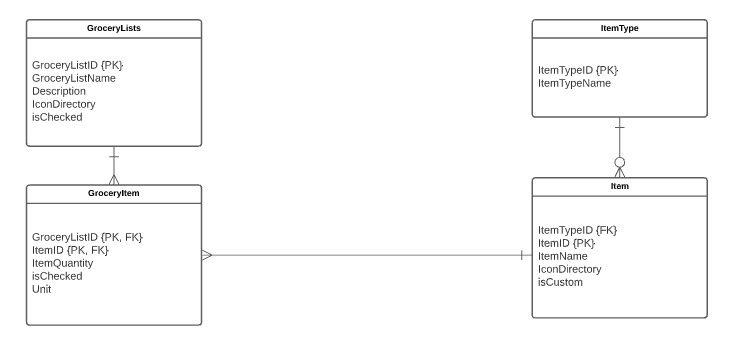 GroceryLists
GroceryListID {PK}
GroceryListName
Description
IconDirectory
isChecked
ItemType
ItemTypeID {PK}
ItemTypeName
GroceryItem
GroceryListID {PK, FK}
ItemID {PK, FK}
ItemQuantity
isChecked
Unit
Item
ItemTypeID {FK}
ItemID {PK}
ItemName
IconDirectory
isCustom